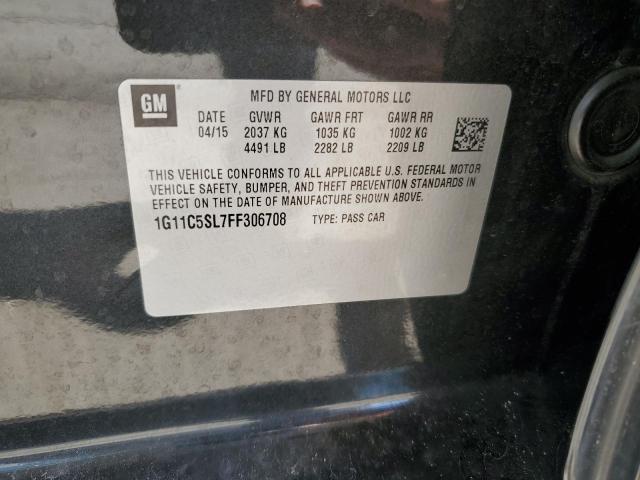 GM
MFD BY GENERAL MOTORS LLC
DATE GVWR GAWR FRT GAWR RR
04/15 2037 KG 1035 KG 1002 KG
4491 LB 2282 LB 2209 LB
THIS VEHICLE CONFORMS TO ALL APPLICABLE U.S. FEDERAL MOTOR
VEHICLE SAFETY, BUMPER, AND THEFT PREVENTION STANDARDS IN
EFFECT ON THE DATE OF MANUFACTURE SHOWN ABOVE.
1G11C5SL7FF306708 TYPE: PASS CAR